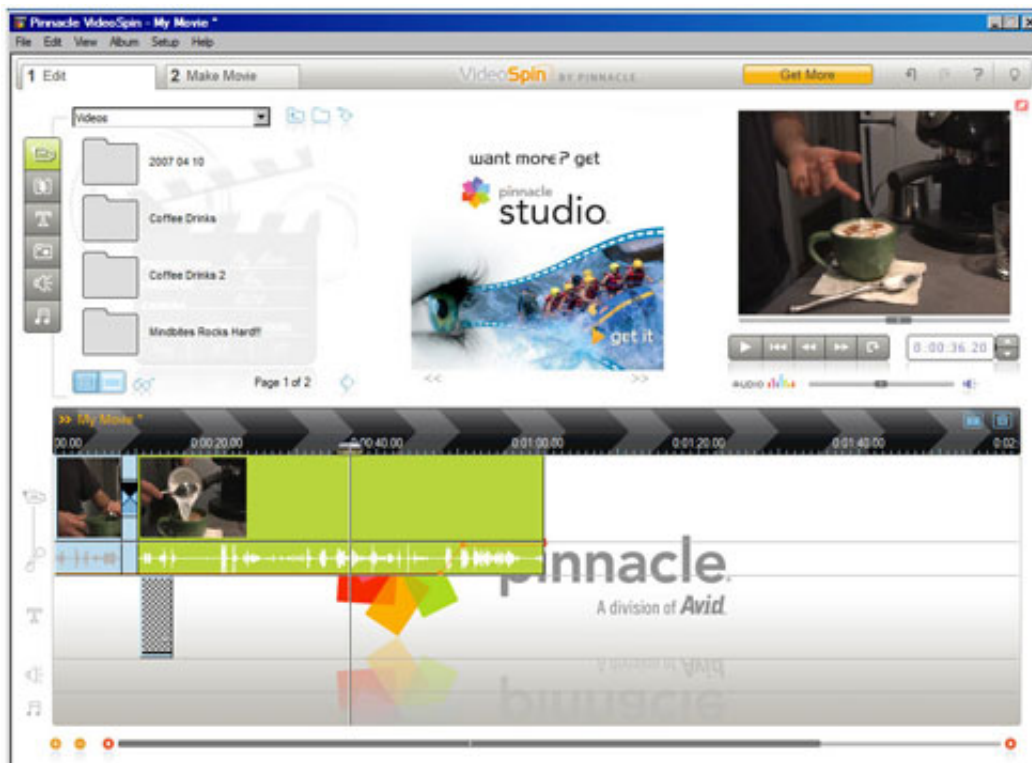 Pinnacle VideoSpin - My Movie *
File Edit View Album Setup Help
1 Edit
2 Make Movie
VideoSpin BY PINNACLE
Get More
?
Videos
2007 04 10
Coffee Drinks
Coffee Drinks 2
Mindbites Rocks Hard!!
Page 1 of 2
want more? get
pinnacle
studio
get it
<< >>
0:00:36.20
AUDIO
>> My Movie *
00.00 0:00:20.00 0:00:40.00 0:01:00.00 0:01:20.00 0:01:40.00 0:02:
T
pinnacle
A division of Avid